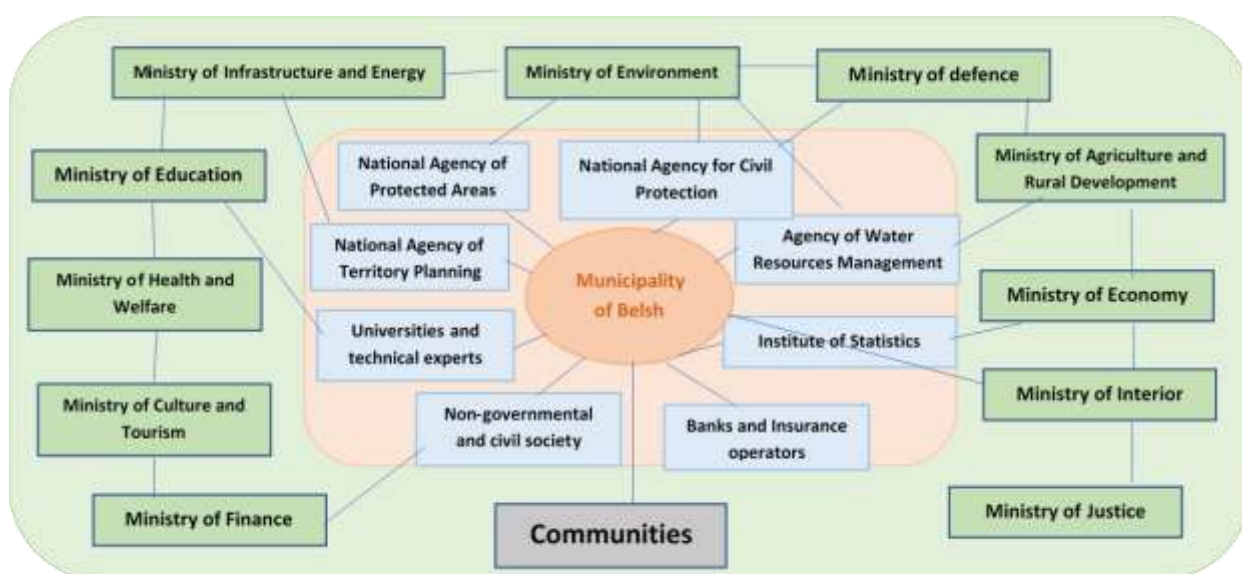 Ministry of Infrastructure and Energy
Ministry of Environment
Ministry of defence
National Agency of
Protected Areas
National Agency for Civil
Protection
Ministry of Agriculture and
Rural Development
Ministry of Education
National Agency of
Territory Planning
Agency of Water
Resources Management
Ministry of Health and
Welfare
Municipality
of Belsh
Ministry of Economy
Universities and
technical experts
Institute of Statistics
Ministry of Interior
Ministry of Culture and
Tourism
Non-governmental
and civil society
Banks and Insurance
operators
Ministry of Finance
Communities
Ministry of Justice